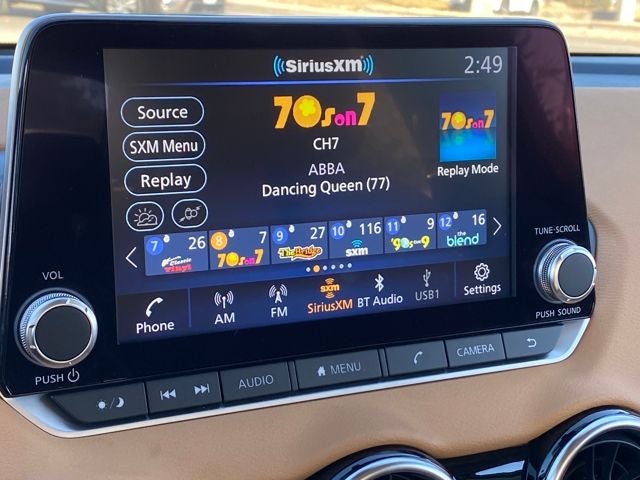 ((SiriusXM))
2:49
Source
SXM Menu
Replay
70s on 7
CH7
ABBA
Dancing Queen (77)
70s on 7
Replay Mode
7 26
Classic vinyl
8 7
70s on 7
9 27
The Bridge
10 116
sxm
11 9
'90s on 9
12 16
the blend
Phone
AM
FM
sxm
SiriusXM
BT Audio
USB1
Settings
VOL
PUSH
TUNE·SCROLL
PUSH SOUND
AUDIO
MENU
CAMERA